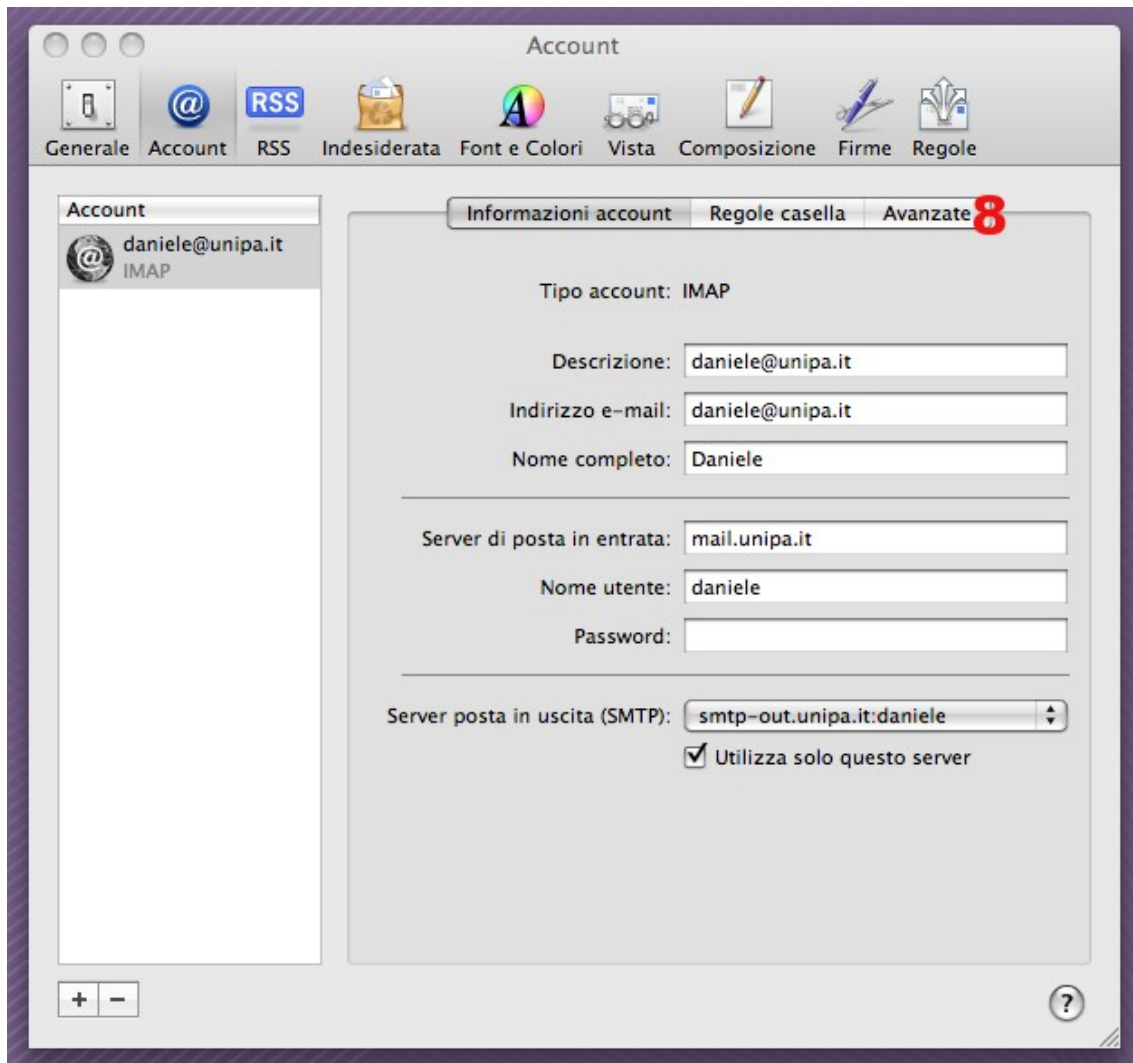 Account
Generale Account RSS Indesiderata Font e Colori Vista Composizione Firme Regole
RSS
Account
daniele@unipa.it
IMAP
Informazioni account Regole casella Avanzate 8
Tipo account: IMAP
Descrizione: daniele@unipa.it
Indirizzo e-mail: daniele@unipa.it
Nome completo: Daniele
Server di posta in entrata: mail.unipa.it
Nome utente: daniele
Password:
Server posta in uscita (SMTP): smtp-out.unipa.it:daniele
Utilizza solo questo server
+ − ?